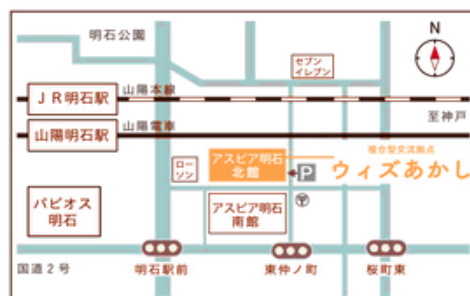 明石公園
N
セブン
イレブン
JR明石駅
山陽本線
至神戸
山陽明石駅
山陽電車
複合型交流拠点
ウィズあかし
アスピア明石
北館
P
ロー
ソン
パピオス
明石
アスピア明石
南館
〒
国道2号
明石駅前
東仲ノ町
桜町東